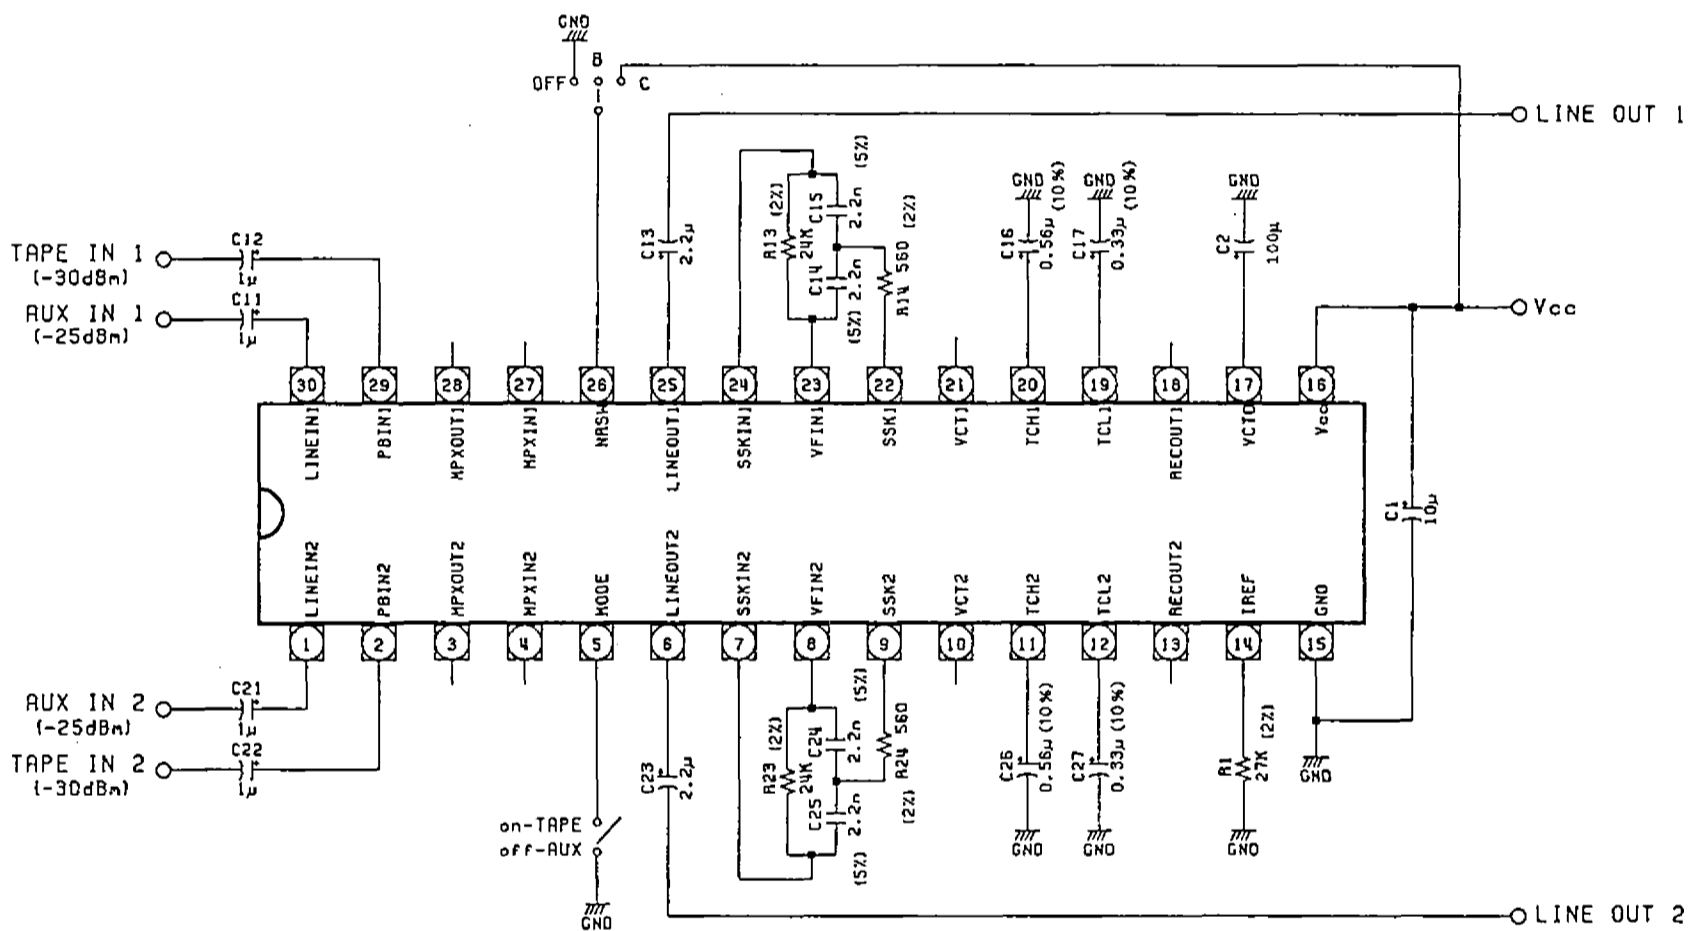 GND
B
OFF
C
LINE OUT 1
(5%)
(2%)
R13
24K
C15
2.2n
(2%)
C14
2.2n
(5%)
R14 560
C13
2.2μ
GND
C16
0.56μ (10%)
GND
C17
0.33μ (10%)
GND
C2
100μ
TAPE IN 1
(-30dBm)
C12
1μ
AUX IN 1
(-25dBm)
C11
1μ
Vcc
30
29
28
27
26
25
24
23
22
21
20
19
18
17
16
LINEIN1
PBIN1
MPXOUT1
MPXIN1
NRSW
LINEOUT1
SSKIN1
VFIN1
SSK1
VCT1
TCH1
TCL1
RECOUT1
VCTO
Vcc
C1
10μ
LINEIN2
PBIN2
MPXOUT2
MPXIN2
MODE
LINEOUT2
SSKIN2
VFIN2
SSK2
VCT2
TCH2
TCL2
RECOUT2
IREF
GND
1
2
3
4
5
6
7
8
9
10
11
12
13
14
15
AUX IN 2
(-25dBm)
C21
1μ
TAPE IN 2
(-30dBm)
C22
1μ
on-TAPE
off-AUX
GND
C23
2.2μ
(5%)
(2%)
R23
24K
C24
2.2n
C25
2.2n
(5%)
R24 560
(2%)
C26
0.56μ (10%)
GND
C27
0.33μ (10%)
GND
R1
27K (2%)
GND
GND
LINE OUT 2